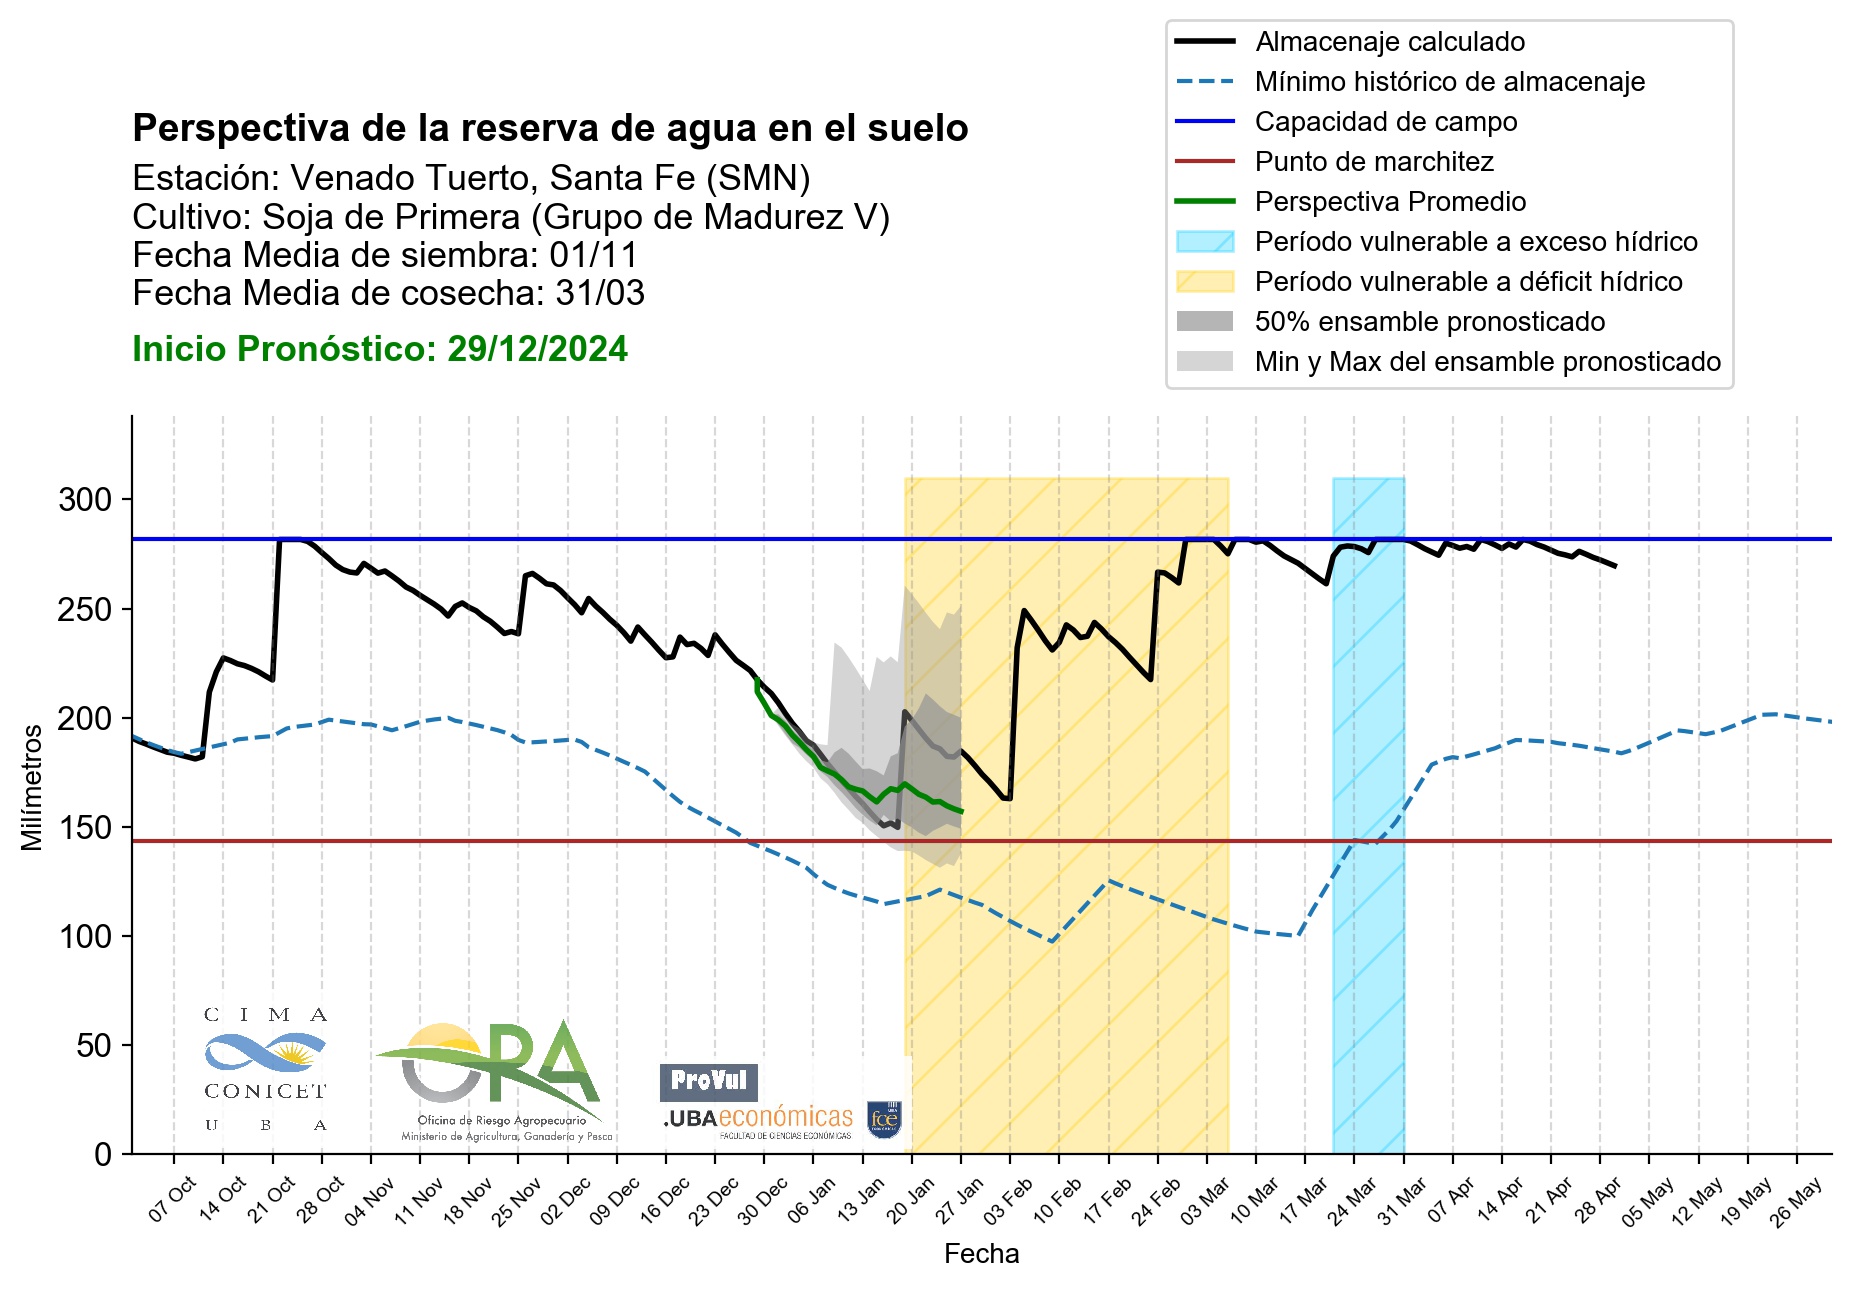 Almacenaje calculado
Mínimo histórico de almacenaje
Capacidad de campo
Punto de marchitez
Perspectiva Promedio
Período vulnerable a exceso hídrico
Período vulnerable a déficit hídrico
50% ensamble pronosticado
Min y Max del ensamble pronosticado
Perspectiva de la reserva de agua en el suelo
Estación: Venado Tuerto, Santa Fe (SMN)
Cultivo: Soja de Primera (Grupo de Madurez V)
Fecha Media de siembra: 01/11
Fecha Media de cosecha: 31/03
Inicio Pronóstico: 29/12/2024
Milímetros
300
250
200
150
100
50
0
CIMA
CONICET
UBA
ORA
Oficina de Riesgo Agropecuario
Ministerio de Agricultura, Ganadería y Pesca
ProVul
.UBAeconómicas
FACULTAD DE CIENCIAS ECONÓMICAS
fce
07 Oct
14 Oct
21 Oct
28 Oct
04 Nov
11 Nov
18 Nov
25 Nov
02 Dec
09 Dec
16 Dec
23 Dec
30 Dec
06 Jan
13 Jan
20 Jan
27 Jan
03 Feb
10 Feb
17 Feb
24 Feb
03 Mar
10 Mar
17 Mar
24 Mar
31 Mar
07 Apr
14 Apr
21 Apr
28 Apr
05 May
12 May
19 May
26 May
Fecha